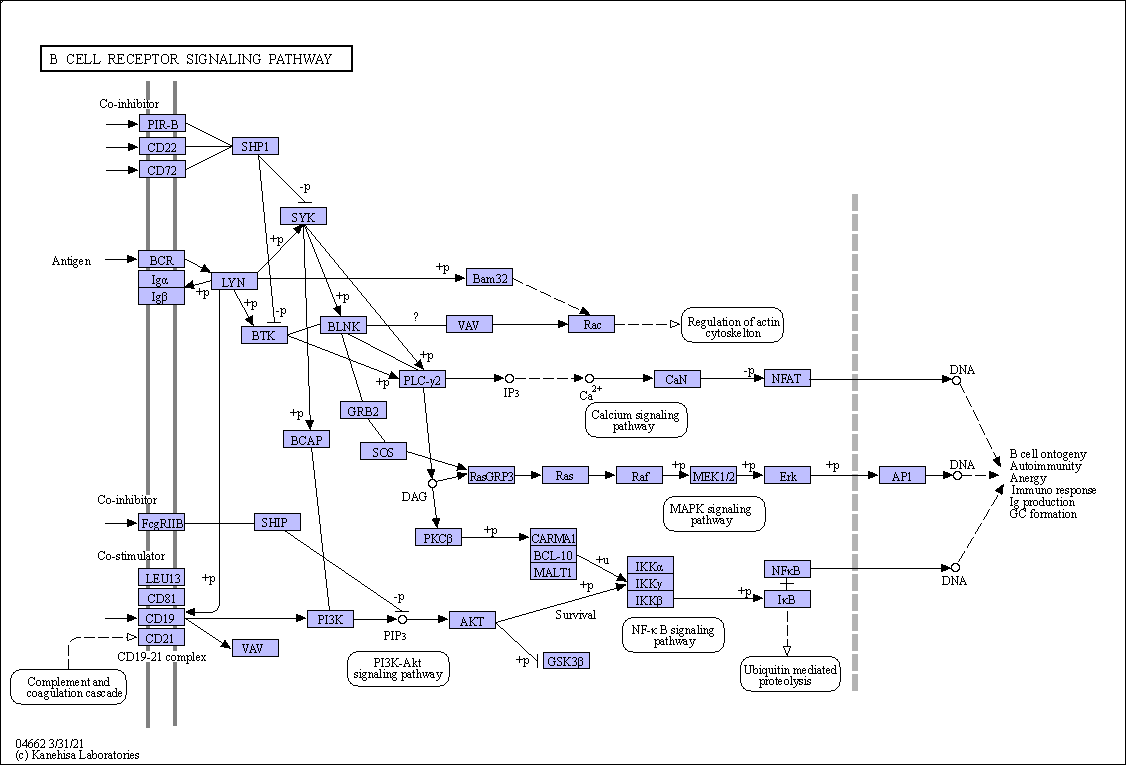 B CELL RECEPTOR SIGNALING PATHWAY
Co-inhibitor
PIR-B
CD22
CD72
SHP1
-p
SYK
+p
Antigen
BCR
Igα
Igβ
+p
LYN
+p
Bam32
+p
-p
+p
BTK
BLNK
?
VAV
Rac
Regulation of actin
cytoskelton
+p
+p
PLC-γ2
IP3
Ca2+
CaN
-p
NFAT
DNA
Calcium signaling
pathway
GRB2
+p
BCAP
SOS
DAG
RasGRP3
Ras
Raf
+p
MEK1/2
+p
Erk
+p
AP1
DNA
MAPK signaling
pathway
B cell ontogeny
Autoimmunity
Anergy
Immuno response
Ig production
GC formation
Co-inhibitor
FcgRIIB
SHIP
PKCβ
+p
CARMA1
BCL-10
MALT1
+u
+p
IKKα
IKKγ
IKKβ
+p
NFκB
IκB
DNA
Co-stimulator
LEU13
CD81
CD19
CD21
+p
CD19-21 complex
VAV
PI3K
-p
PIP3
AKT
Survival
+p
GSK3β
NF-κ B signaling
pathway
PI3K-Akt
signaling pathway
Ubiquitin mediated
proteolysis
Complement and
coagulation cascade
04662 3/31/21
(c) Kanehisa Laboratories